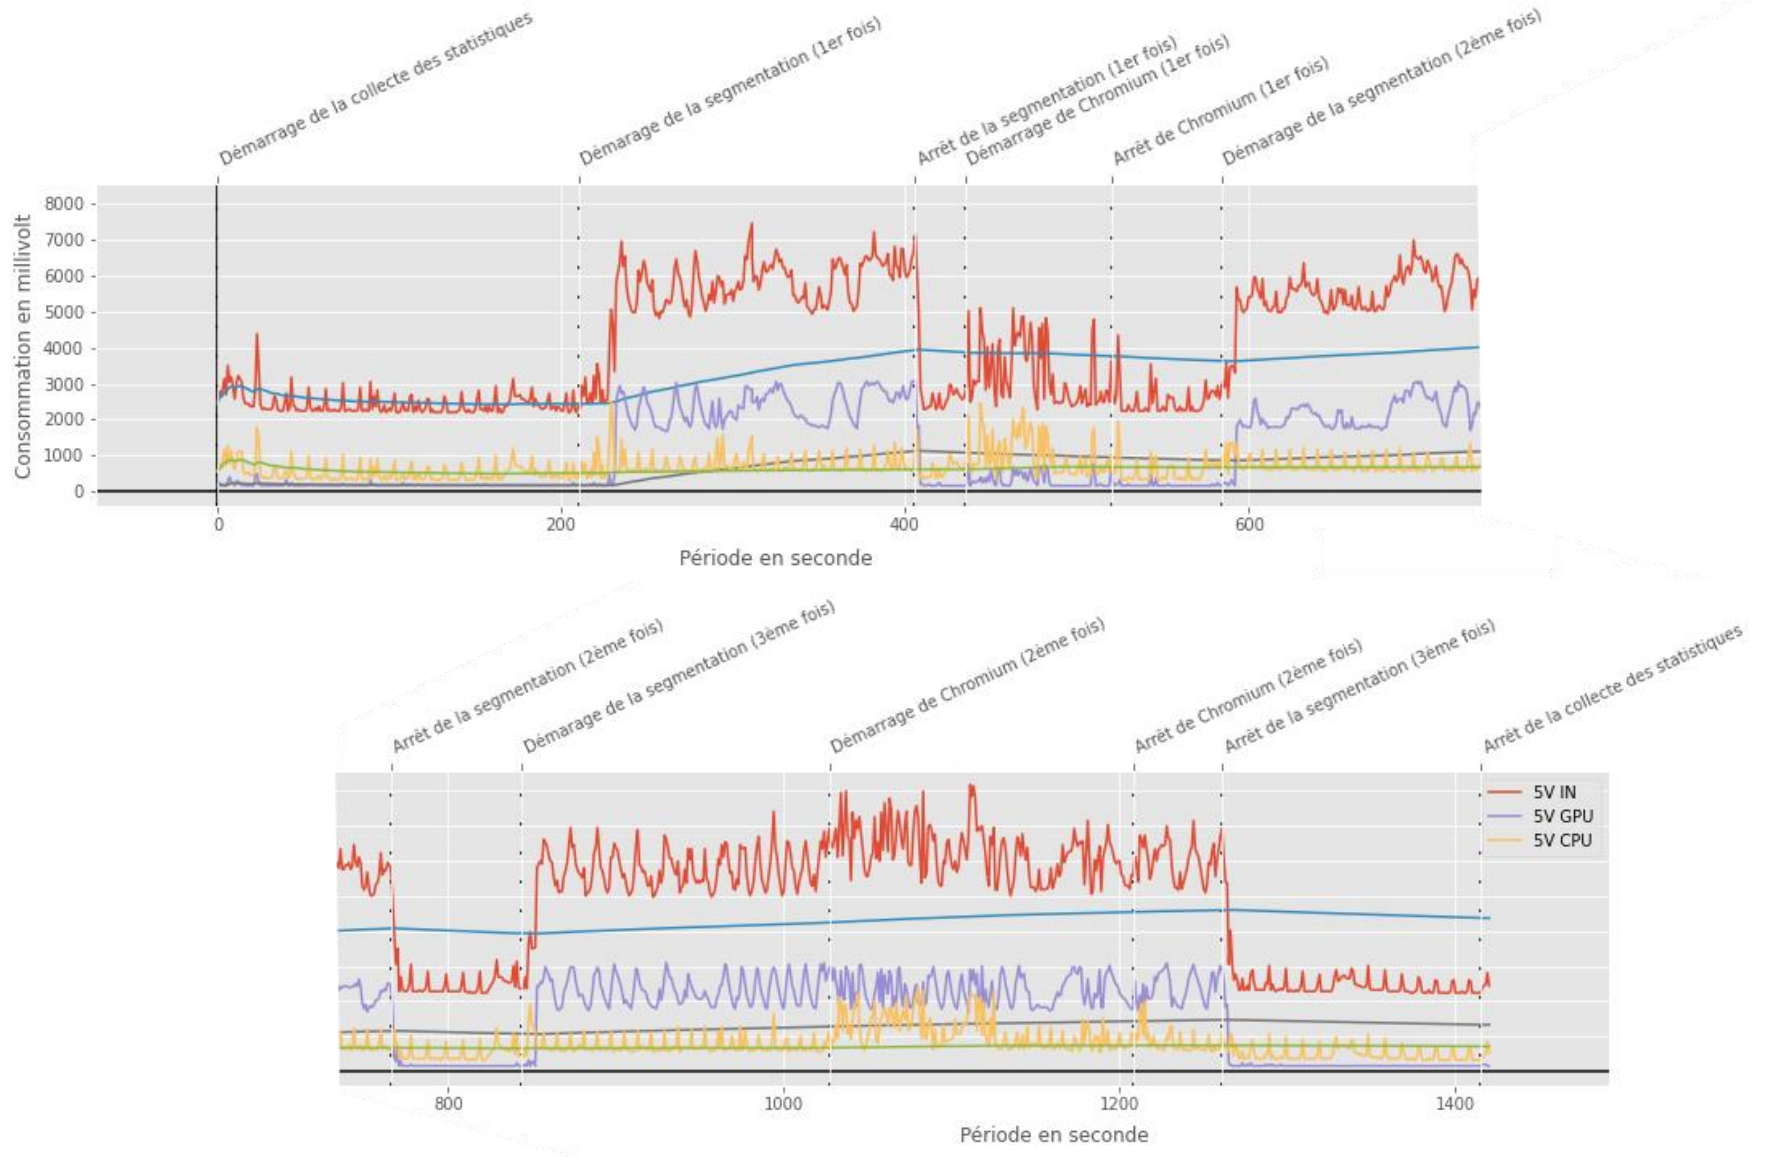 Démarrage de la collecte des statistiques
Démarage de la segmentation (1er fois)
Arrêt de la segmentation (1er fois)
Démarrage de Chromium (1er fois)
Arrêt de Chromium (1er fois)
Démarage de la segmentation (2ème fois)
Consommation en millivolt
8000
7000
6000
5000
4000
3000
2000
1000
0
0 200 400 600
Période en seconde
Arrêt de la segmentation (2ème fois)
Démarage de la segmentation (3ème fois)
Démarrage de Chromium (2ème fois)
Arrêt de Chromium (2ème fois)
Arrêt de la segmentation (3ème fois)
Arrêt de la collecte des statistiques
5V IN
5V GPU
5V CPU
800 1000 1200 1400
Période en seconde